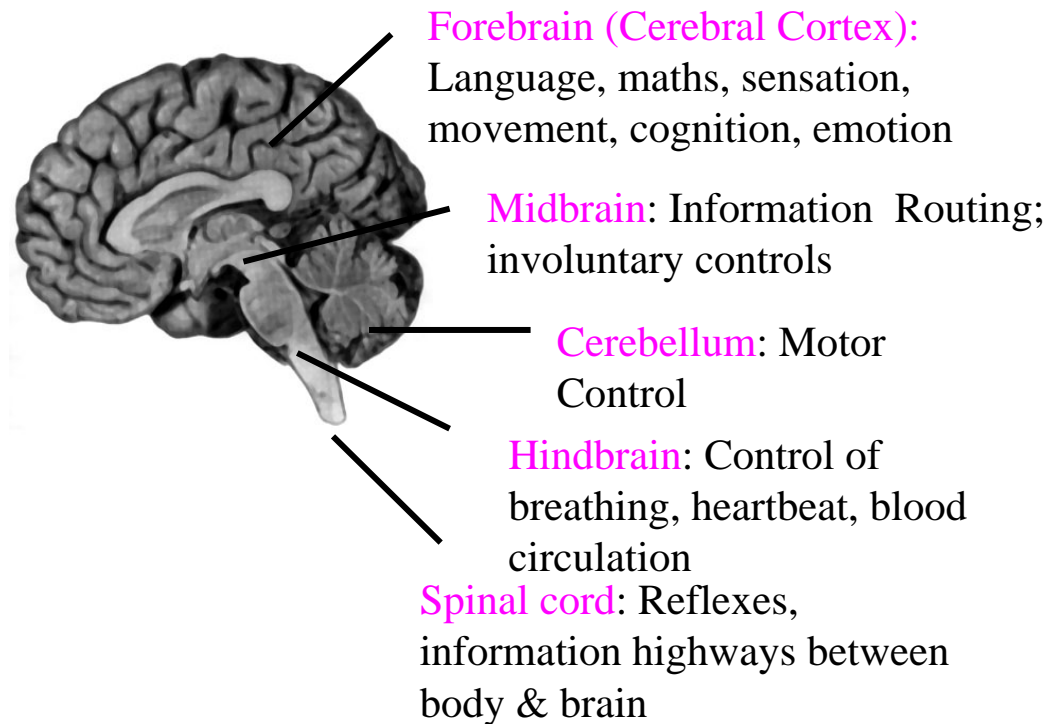 Forebrain (Cerebral Cortex):
Language, maths, sensation,
movement, cognition, emotion
Midbrain: Information Routing;
involuntary controls
Cerebellum: Motor
Control
Hindbrain: Control of
breathing, heartbeat, blood
circulation
Spinal cord: Reflexes,
information highways between
body & brain